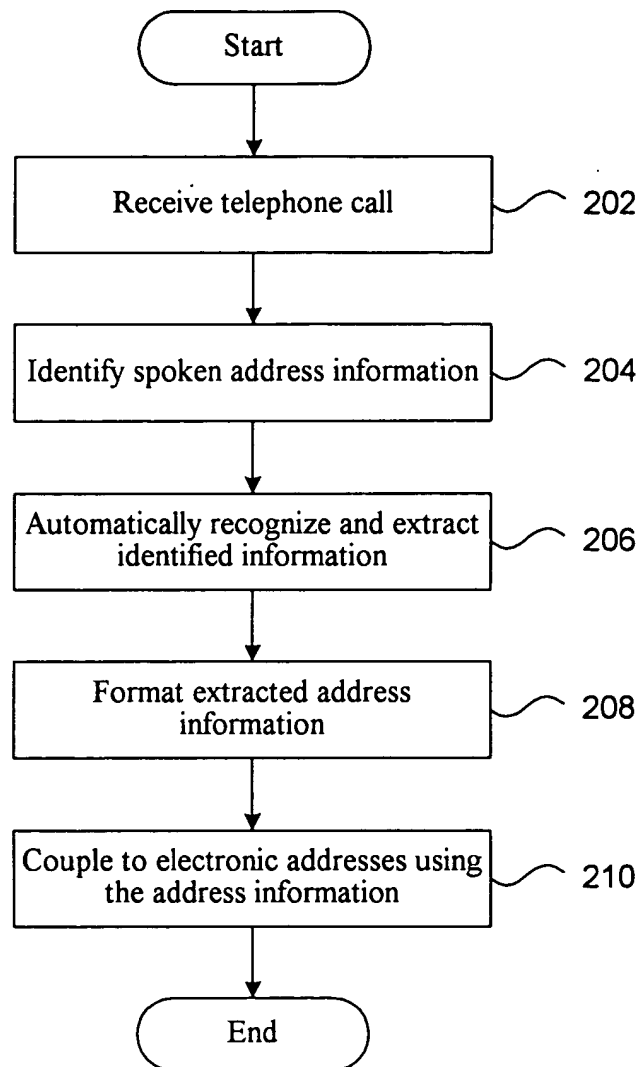 Start
Receive telephone call
202
Identify spoken address information
204
Automatically recognize and extract
identified information
206
Format extracted address
information
208
Couple to electronic addresses using
the address information
210
End